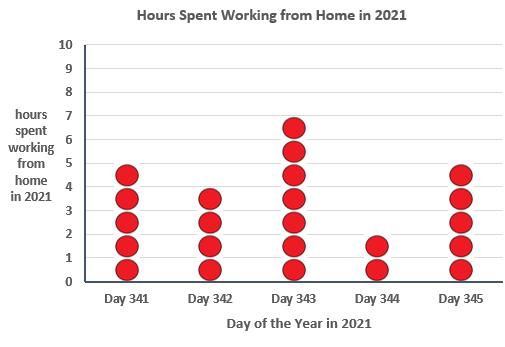 Hours Spent Working from Home in 2021
10
9
8
7
6
5
4
3
2
1
0
hours
spent
working
from
home
in 2021
Day 341
Day 342
Day 343
Day 344
Day 345
Day of the Year in 2021